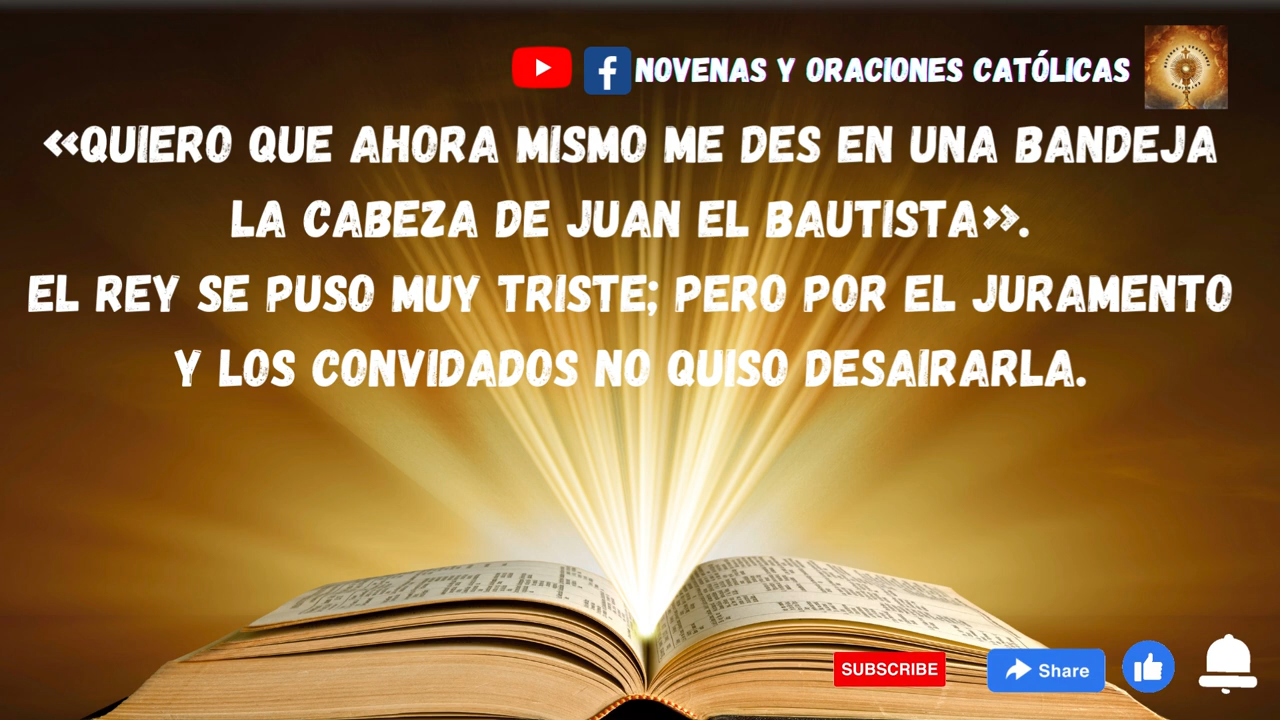 NOVENAS Y ORACIONES CATÓLICAS
«QUIERO QUE AHORA MISMO ME DES EN UNA BANDEJA
LA CABEZA DE JUAN EL BAUTISTA».
EL REY SE PUSO MUY TRISTE; PERO POR EL JURAMENTO
Y LOS CONVIDADOS NO QUISO DESAIRARLA.
SUBSCRIBE
Share